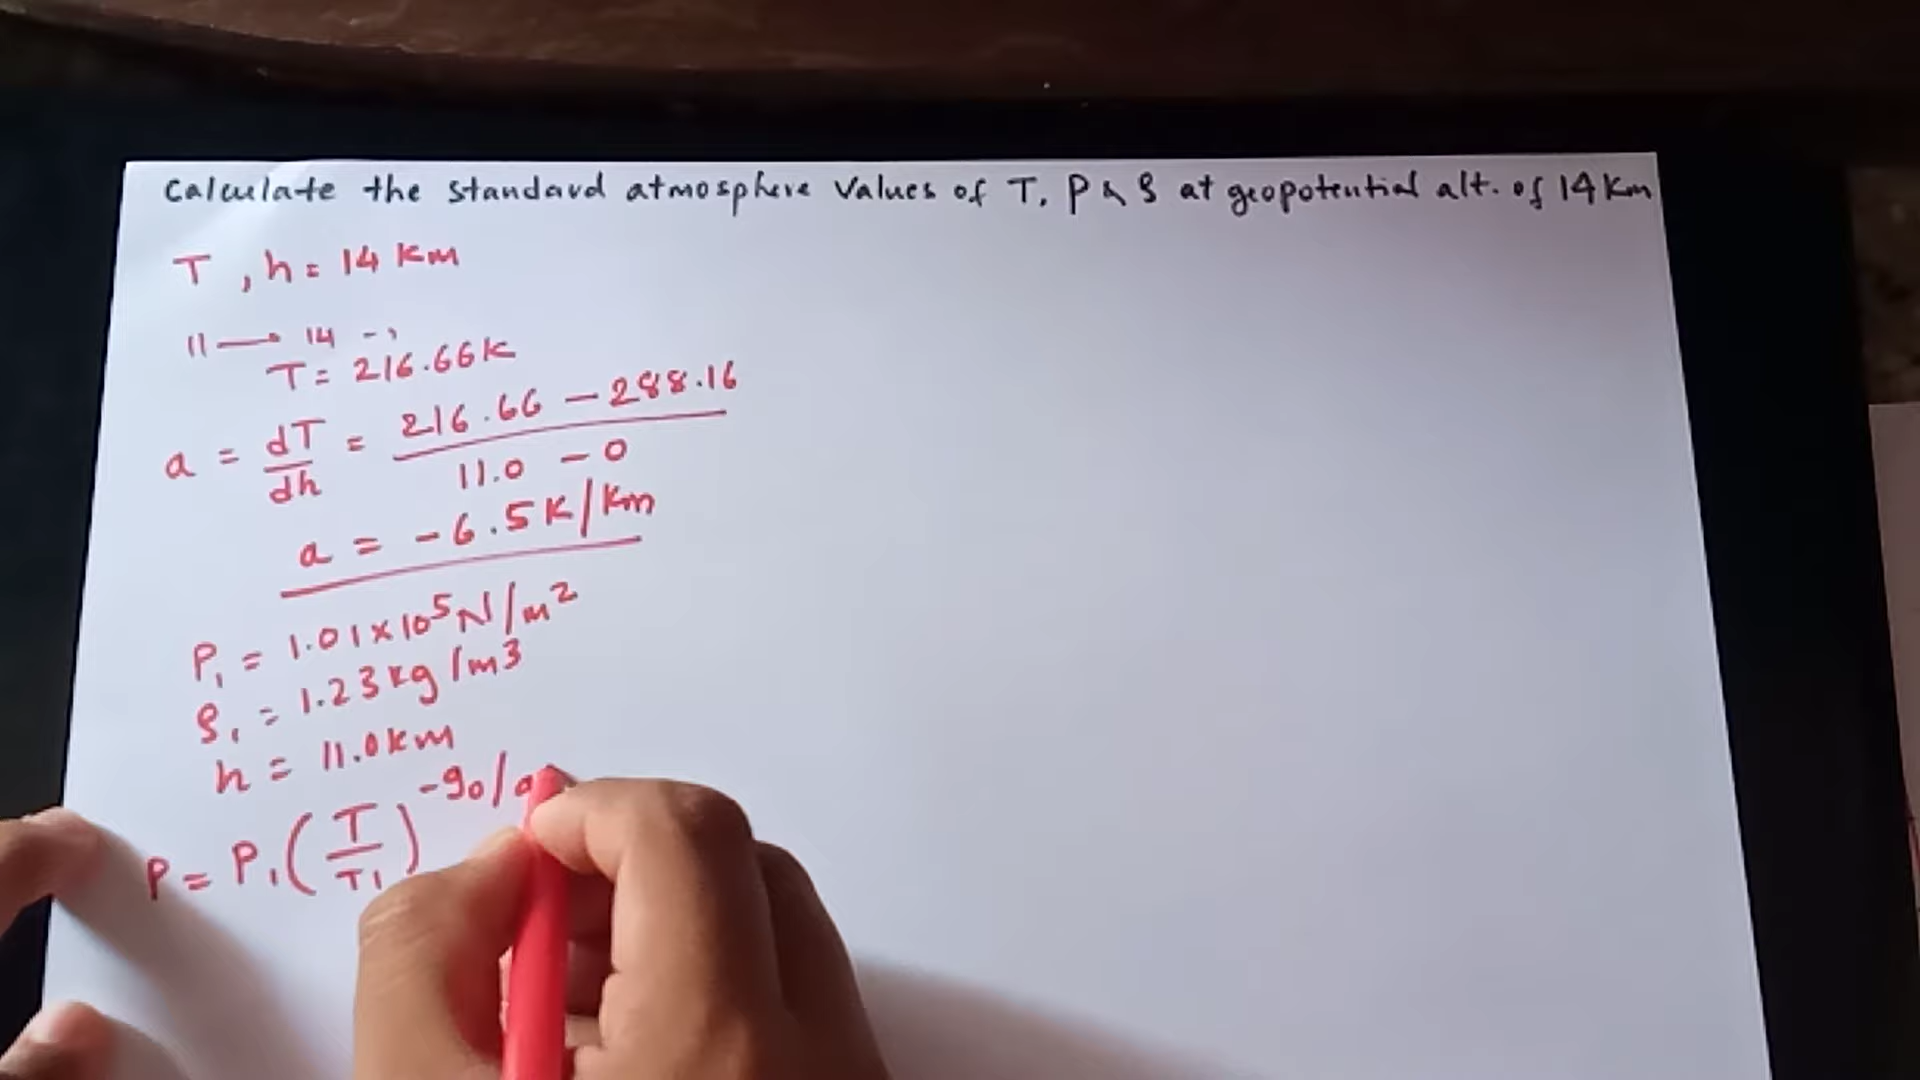 Calculate the standard atmosphere values of T, P & ρ at geopotential alt. of 14 Km
T , h = 14 Km
11 → 14 -,
T = 216.66K
a = dT/dh = (216.66 - 288.16)/(11.0 - 0)
a = -6.5 K/Km
P₁ = 1.01 x 10⁵ N/m²
ρ₁ = 1.23 kg/m³
h = 11.0 km
P = P₁ (T/T₁)^-g₀/a